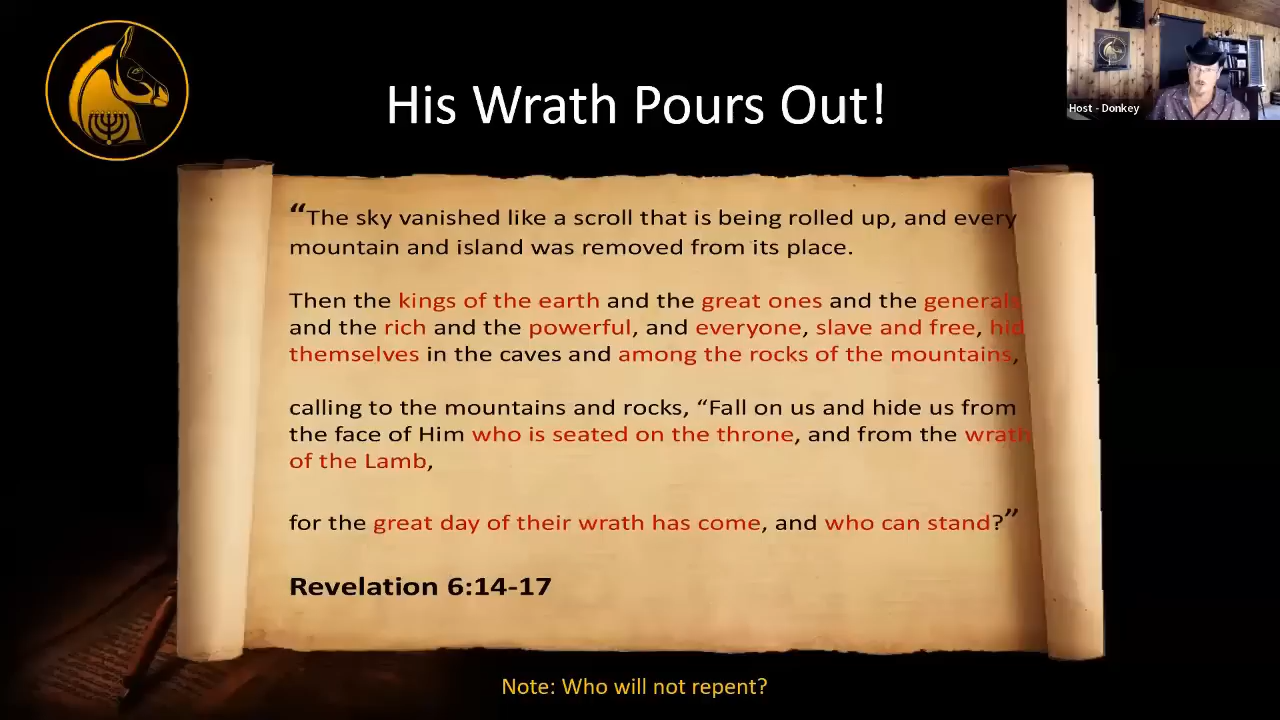 His Wrath Pours Out!
Host - Donkey
“The sky vanished like a scroll that is being rolled up, and every
mountain and island was removed from its place.
Then the kings of the earth and the great ones and the generals
and the rich and the powerful, and everyone, slave and free, hid
themselves in the caves and among the rocks of the mountains,
calling to the mountains and rocks, “Fall on us and hide us from
the face of Him who is seated on the throne, and from the wrath
of the Lamb,
for the great day of their wrath has come, and who can stand?”
Revelation 6:14-17
Note: Who will not repent?